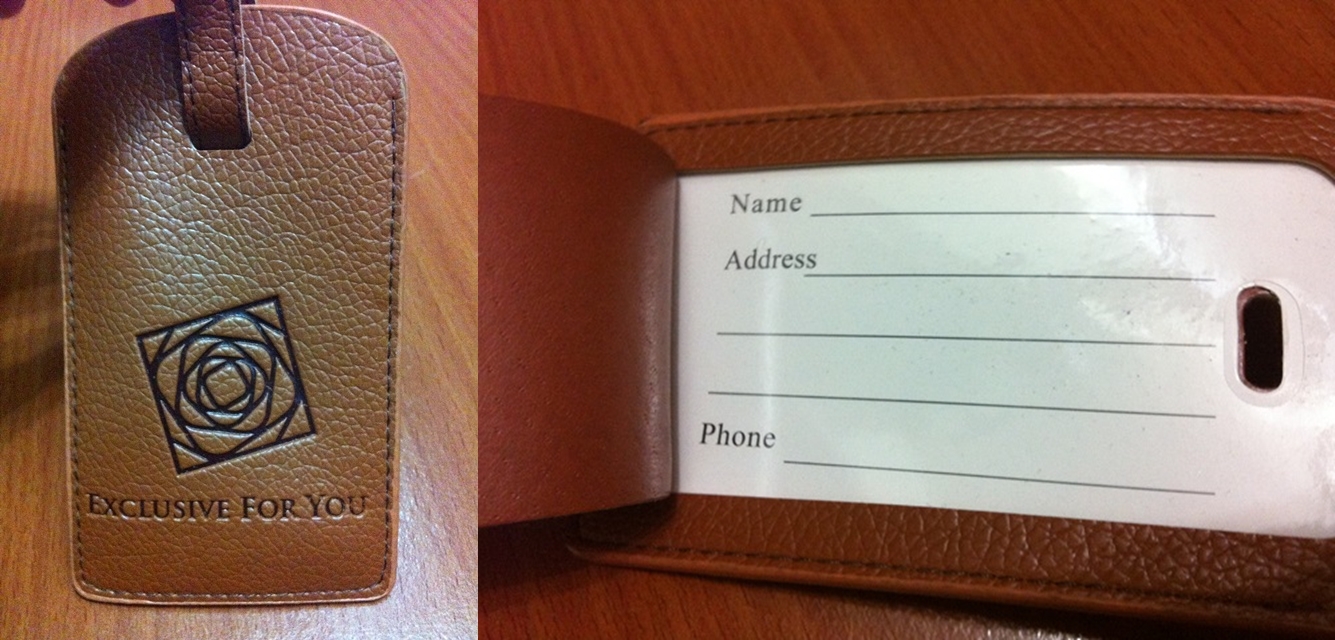 EXCLUSIVE FOR YOU
Name
Address
Phone